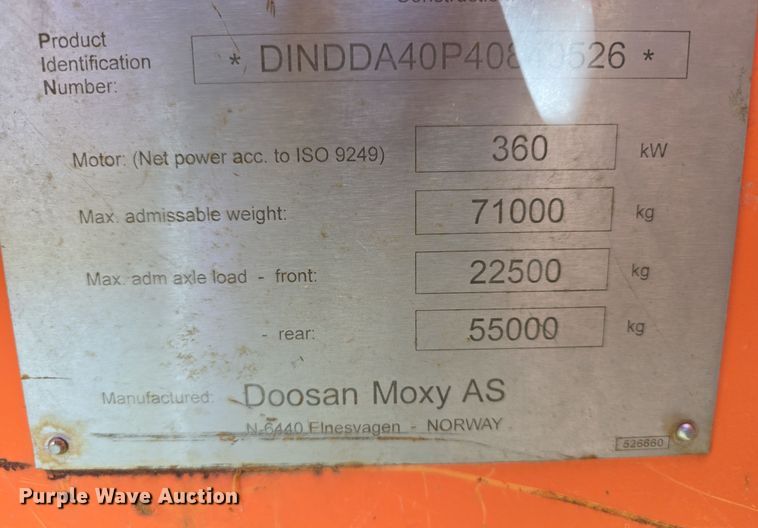 Product
Identification
Number:
Motor: (Net power acc. to ISO 9249) 360 kW
Max. admissable weight: 71000 kg
Max. adm axle load - front: 22500 kg
- rear: 55000 kg
Manufactured: Doosan Moxy AS
N-6440 Elnesvagen - NORWAY
526660
Purple Wave Auction